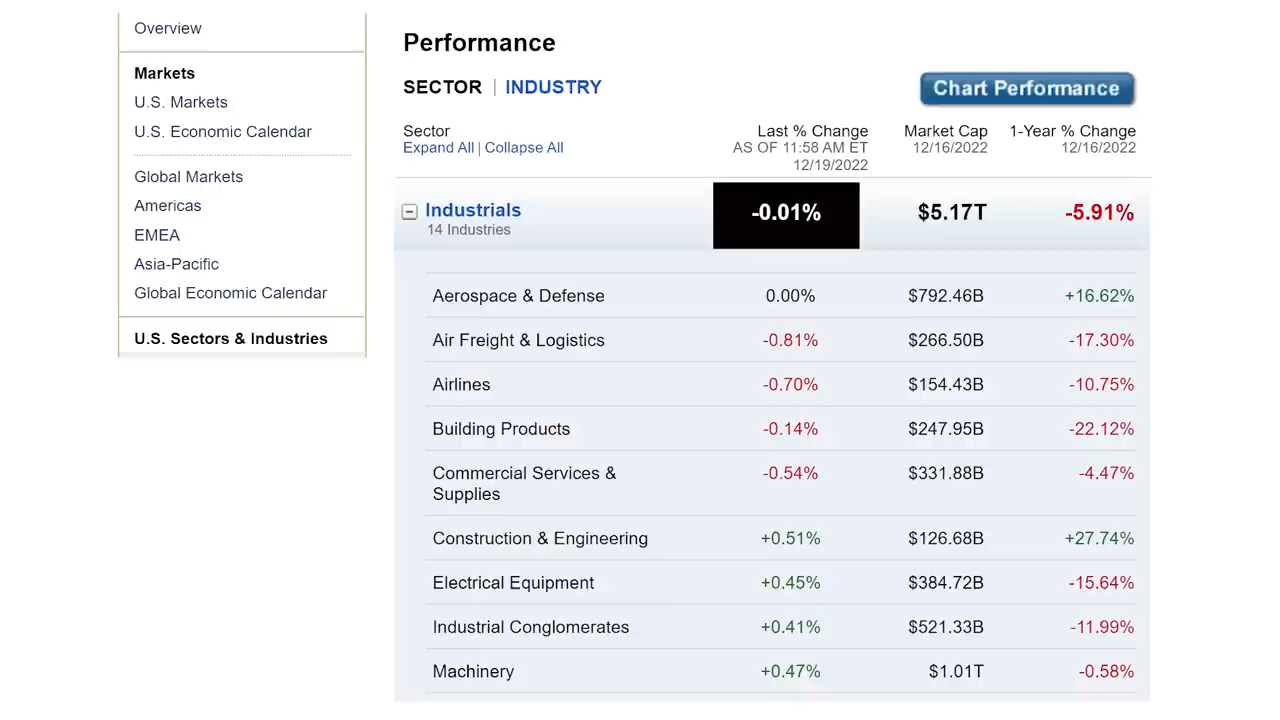 Overview
Markets
U.S. Markets
U.S. Economic Calendar
Global Markets
Americas
EMEA
Asia-Pacific
Global Economic Calendar
U.S. Sectors & Industries
Performance
SECTOR | INDUSTRY
Chart Performance
Sector Last % Change Market Cap 1-Year % Change
Expand All | Collapse All AS OF 11:58 AM ET 12/16/2022 12/16/2022
12/19/2022
Industrials -0.01% $5.17T -5.91%
14 Industries
Aerospace & Defense 0.00% $792.46B +16.62%
Air Freight & Logistics -0.81% $266.50B -17.30%
Airlines -0.70% $154.43B -10.75%
Building Products -0.14% $247.95B -22.12%
Commercial Services & -0.54% $331.88B -4.47%
Supplies
Construction & Engineering +0.51% $126.68B +27.74%
Electrical Equipment +0.45% $384.72B -15.64%
Industrial Conglomerates +0.41% $521.33B -11.99%
Machinery +0.47% $1.01T -0.58%